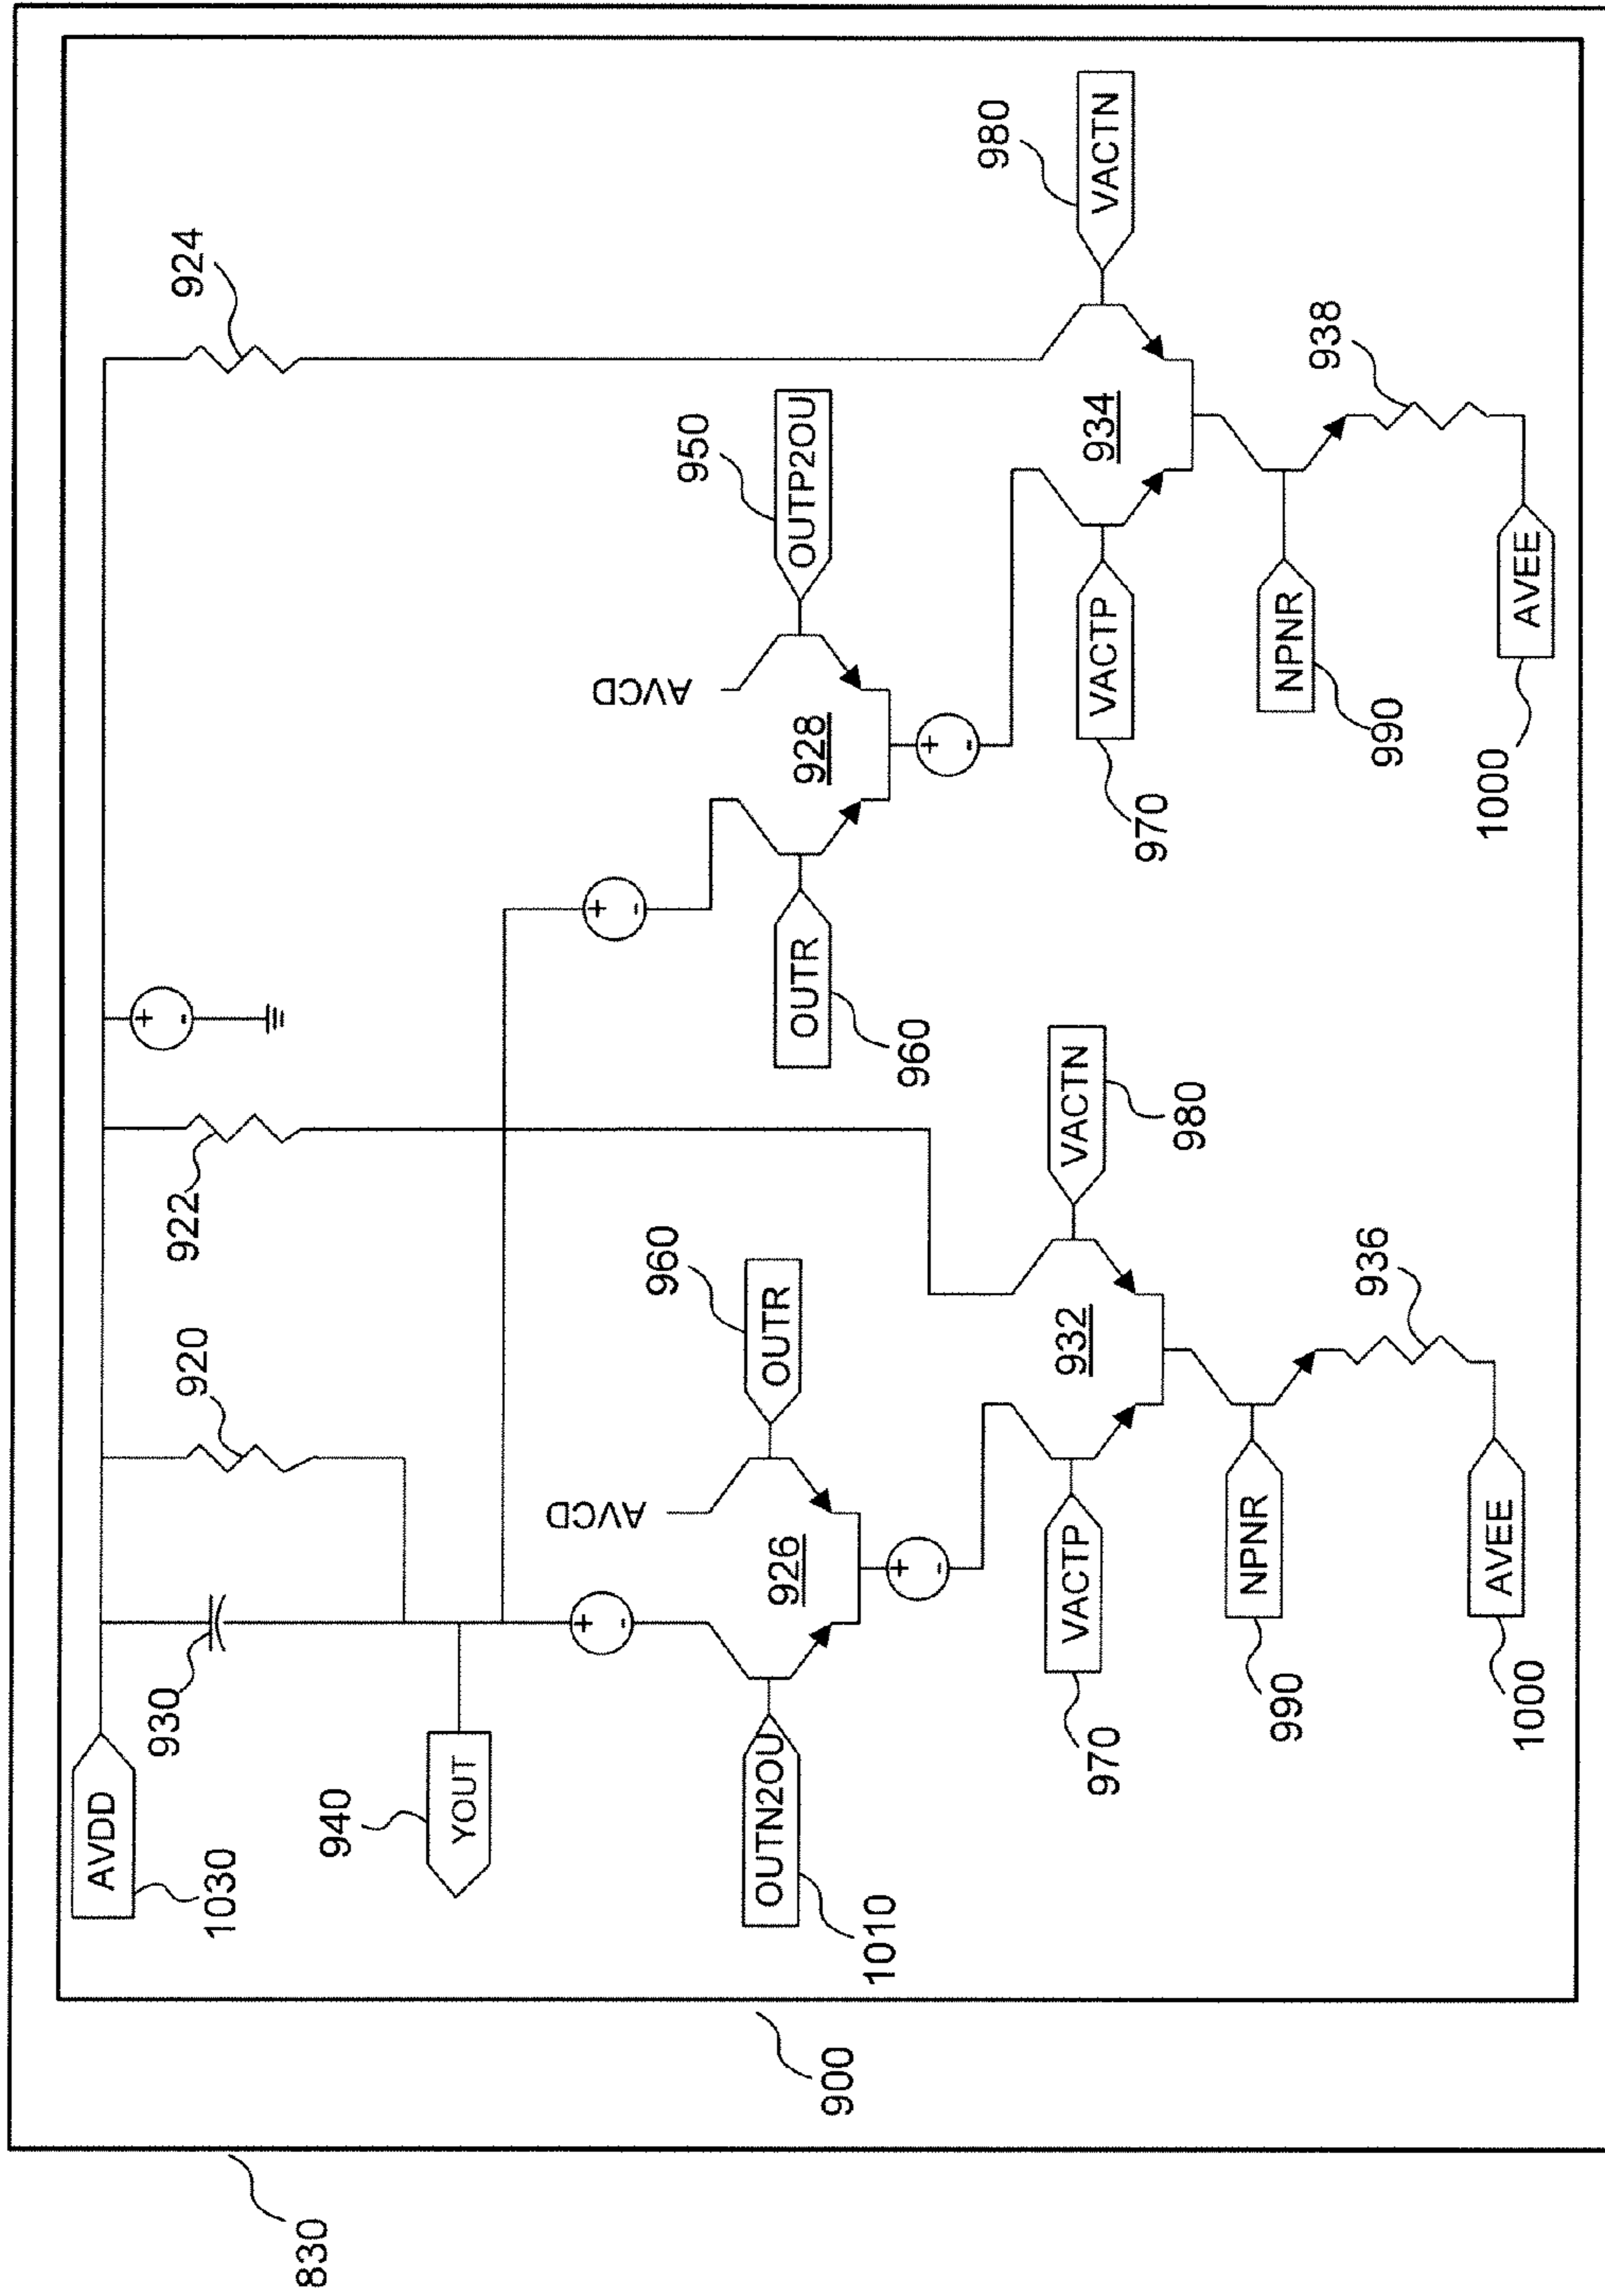 830
900
AVDD
1030
930
920
922
924
940
YOUT
AVCD
960
OUTN2OU
OUTR
926
1010
AVCD
950
OUTR
OUTP2OU
928
960
980
VACTP
932
VACTN
970
980
VACTP
934
VACTN
970
NPNR
990
936
NPNR
990
938
AVEE
1000
AVEE
1000